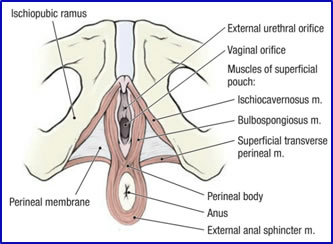 Ischiopubic ramus
External urethral orifice
Vaginal orifice
Muscles of superficial
pouch:
Ischiocavernosus m.
Bulbospongiosus m.
Superficial transverse
perineal m.
Perineal membrane
Perineal body
Anus
External anal sphincter m.